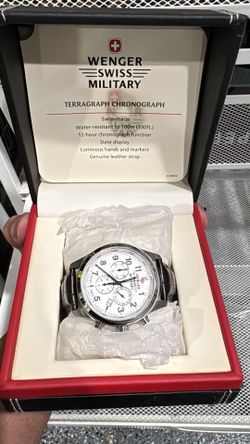 WENGER
SWISS
MILITARY
TERRAGRAPH CHRONOGRAPH
Swiss-made
Water-resistant to 100m (330ft.)
12-hour chronograph function
Date display
Luminous hands and markers
Genuine leather strap